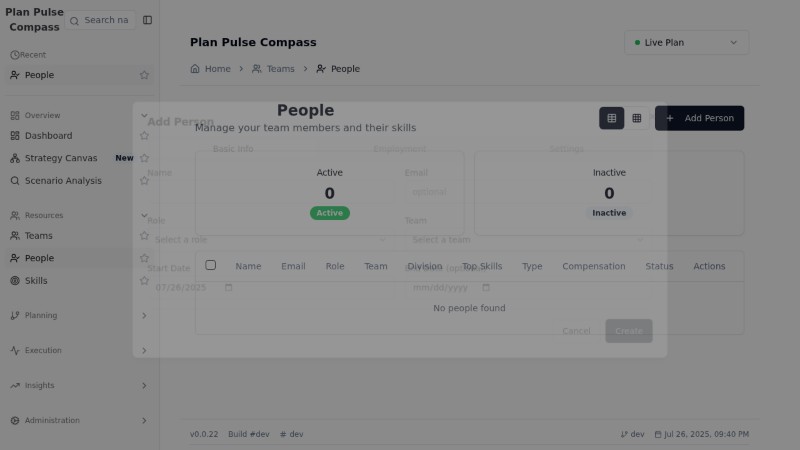 Plan Pulse
Compass
Search na
Recent
People
Overview
Dashboard
Strategy Canvas New
Scenario Analysis
Resources
Teams
People
Skills
Planning
Execution
Insights
Administration
Plan Pulse Compass
Live Plan
Home > Teams > People
People
Manage your team members and their skills
Add Person
Active
0
Active
Inactive
0
Inactive
Name Email Role Team Division Top Skills Type Compensation Status Actions
No people found
Add Person
Basic Info Employment Settings
Name
Email
optional
Role
Team
Select a role
Select a team
Start Date
07/26/2025
mm/dd/yyyy
Cancel Create
v0.0.22 Build #dev # dev
dev Jul 26, 2025, 09:40 PM